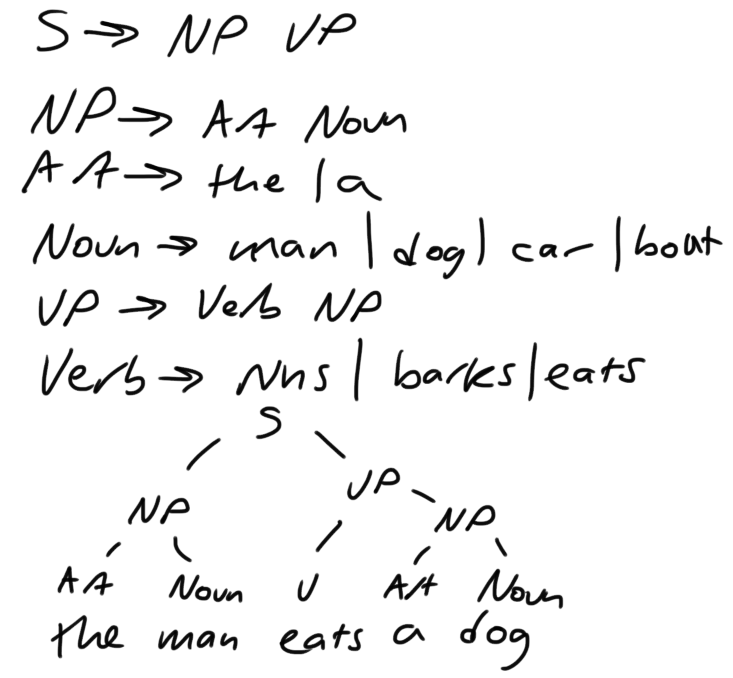 S → NP VP
NP → AA Noun
AA → the | a
Noun → man | dog | car | boat
VP → Verb NP
Verb → | barks | eats
S
NP VP NP
AA Noun V AA Noun
the man eats a dog